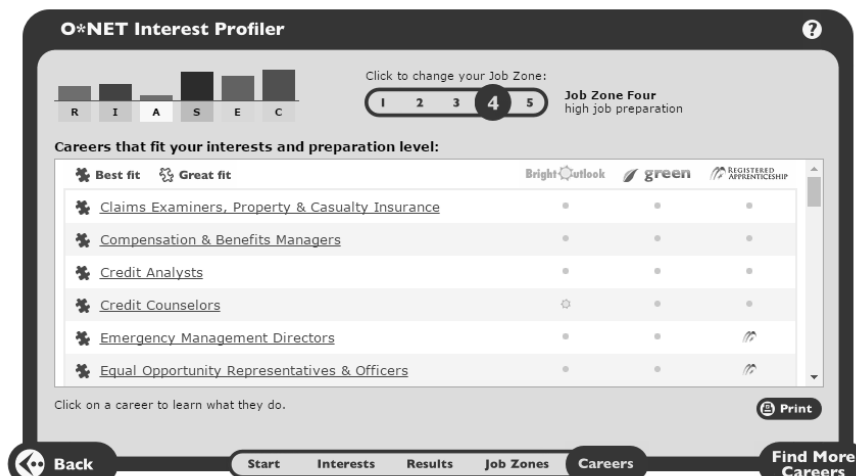 O*NET Interest Profiler
?
Click to change your Job Zone:
1 2 3 4 5
Job Zone Four
high job preparation
R I A S E C
Careers that fit your interests and preparation level:
Best fit Great fit Bright Outlook green REGISTERED APPRENTICESHIP
Claims Examiners, Property & Casualty Insurance
Compensation & Benefits Managers
Credit Analysts
Credit Counselors
Emergency Management Directors
Equal Opportunity Representatives & Officers
Click on a career to learn what they do.
Print
Back Start Interests Results Job Zones Careers Find More
Careers